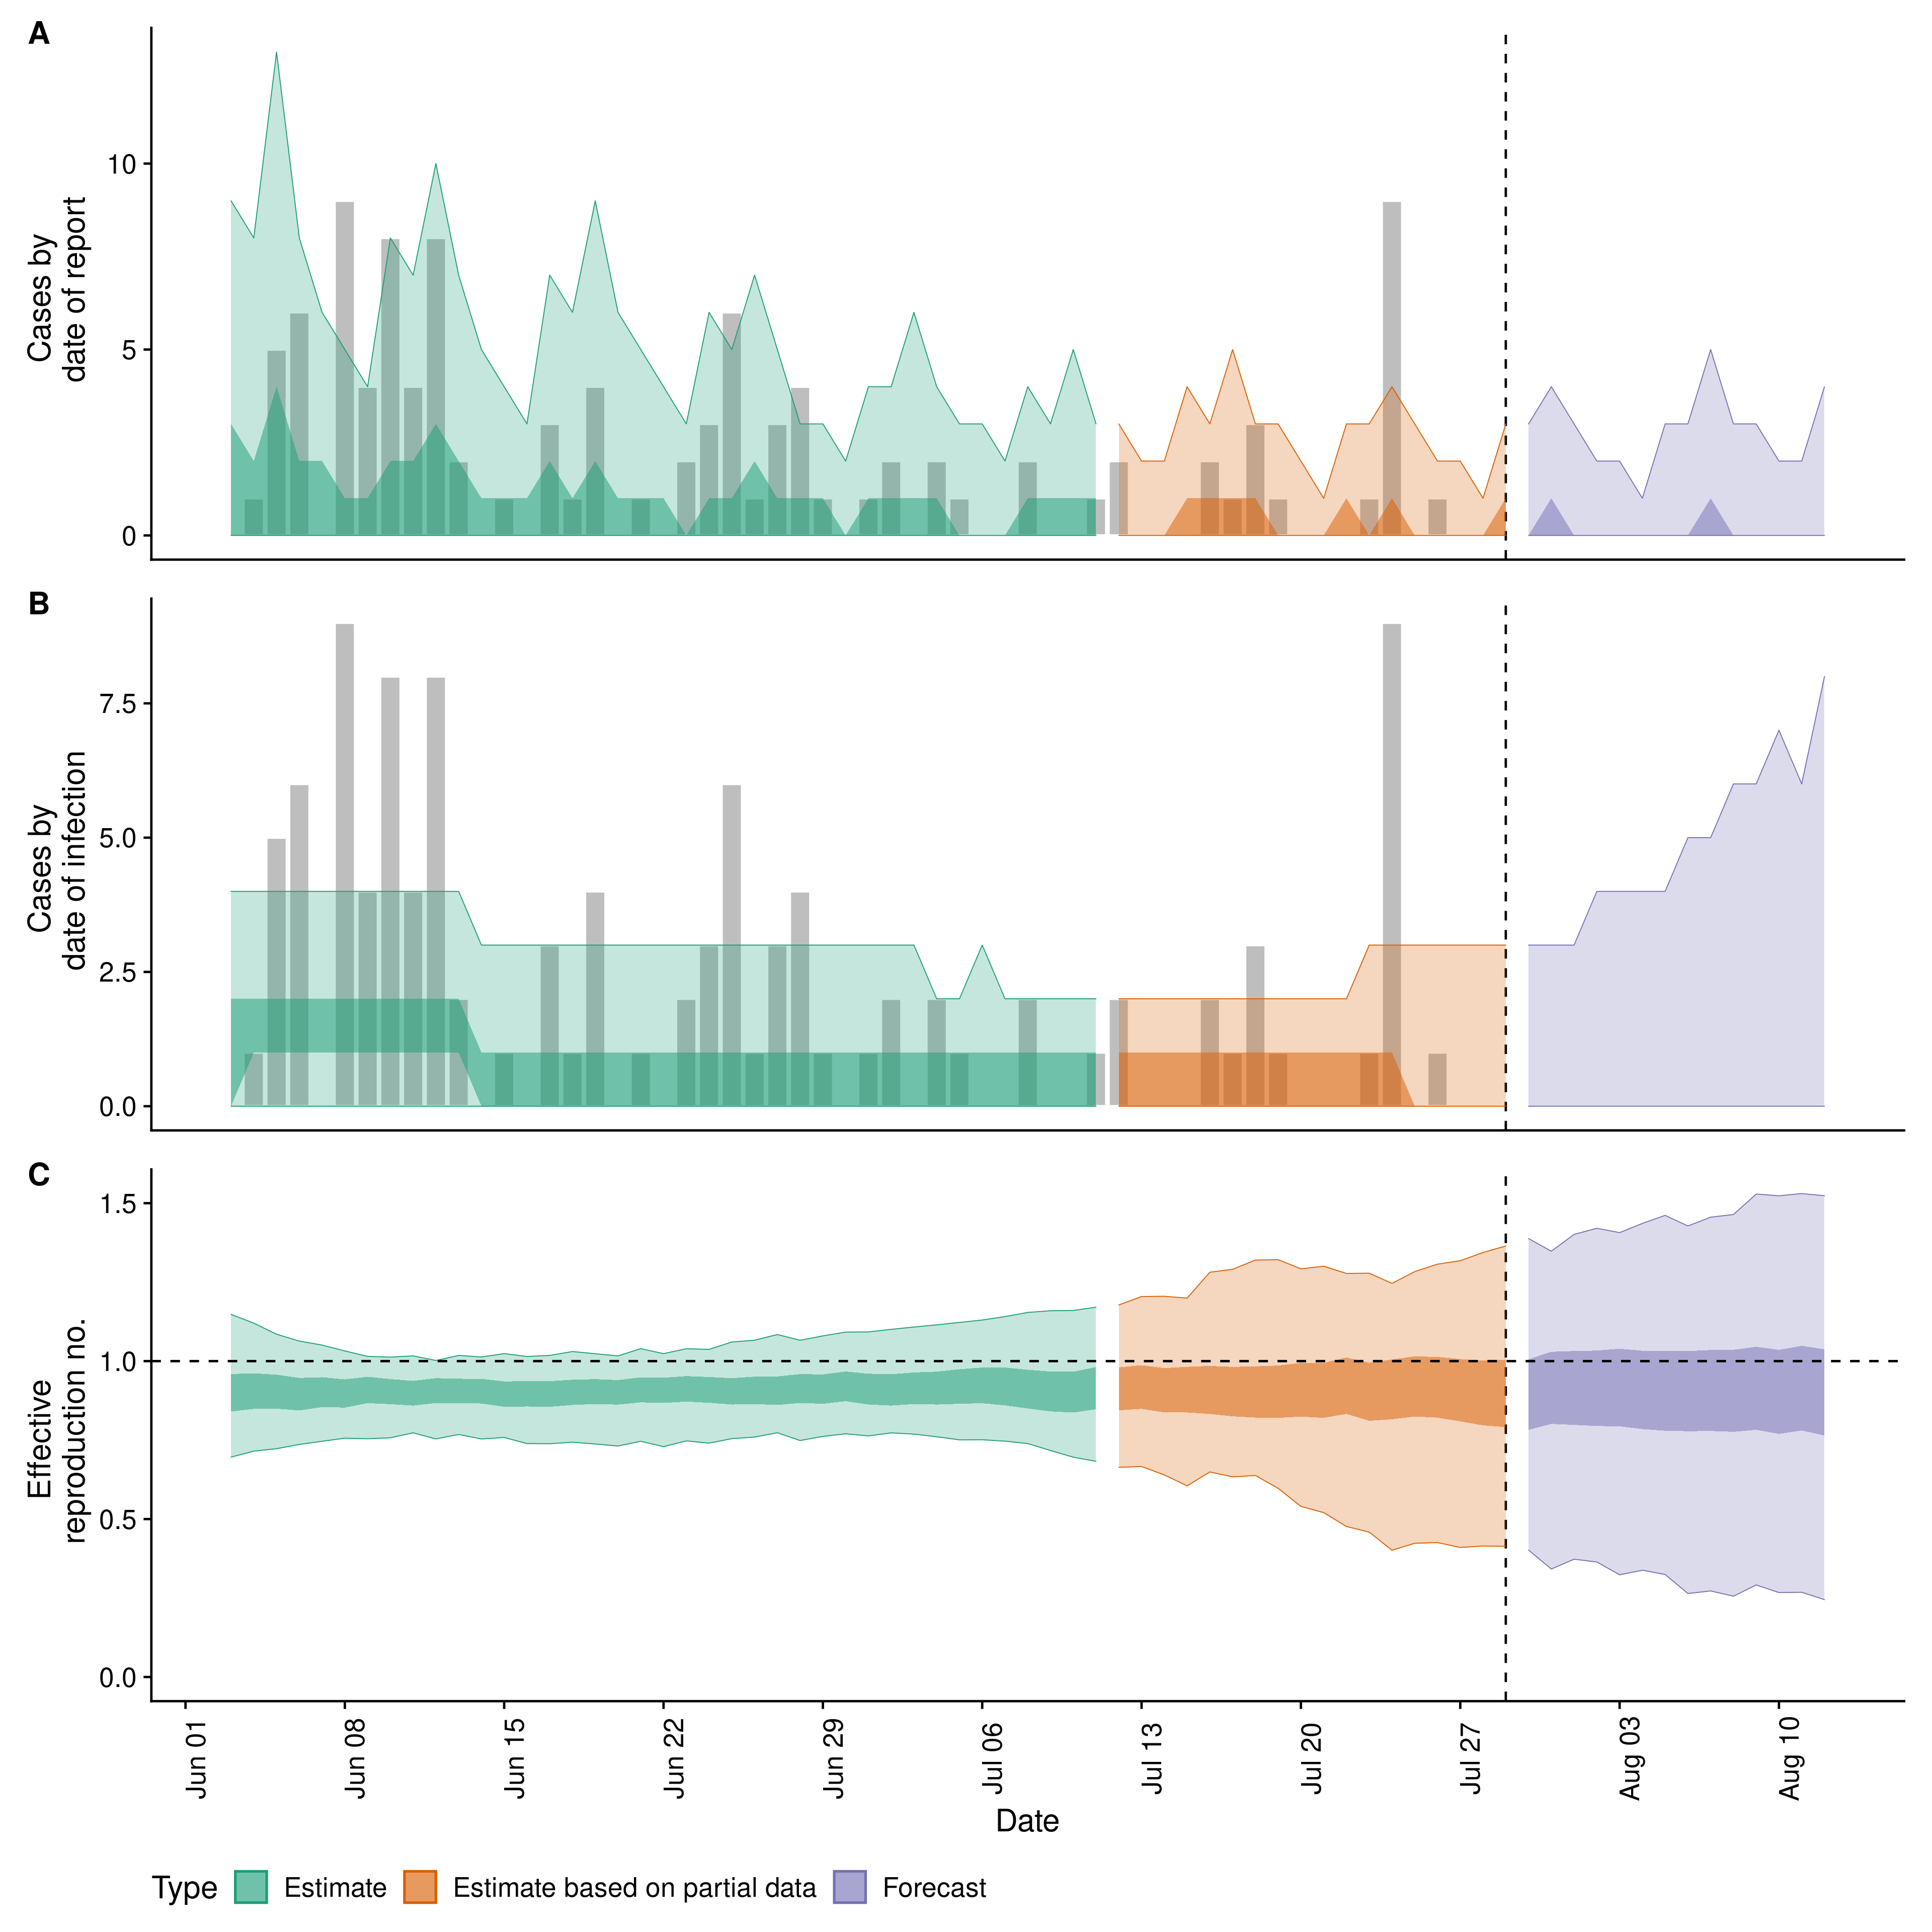 A
10
5
0
Cases by
date of report
B
7.5
5.0
2.5
0.0
Cases by
date of infection
C
1.5
1.0
0.5
0.0
Effective
reproduction no.
Jun 01
Jun 08
Jun 15
Jun 22
Jun 29
Jul 06
Jul 13
Jul 20
Jul 27
Aug 03
Aug 10
Date
Type Estimate Estimate based on partial data Forecast